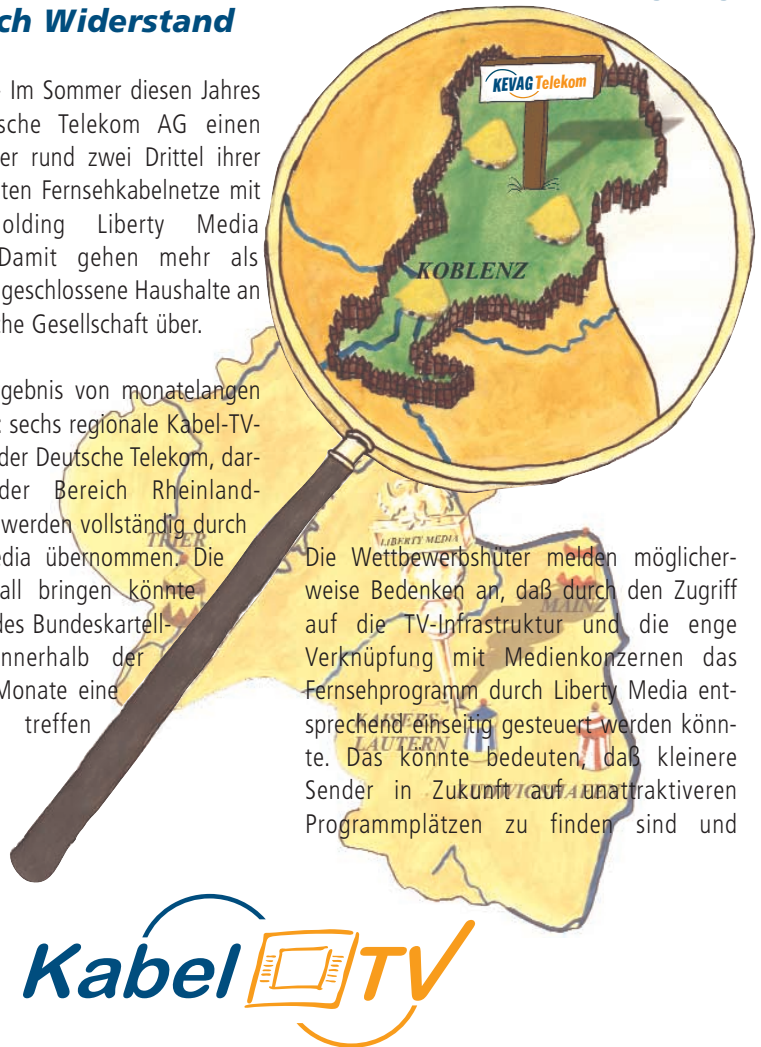 ch Widerstand
Im Sommer diesen Jahres
sche Telekom AG einen
er rund zwei Drittel ihrer
ten Fernsehkabelnetze mit
olding Liberty Media
Damit gehen mehr als
geschlossene Haushalte an
che Gesellschaft über.
gebnis von monatelangen
: sechs regionale Kabel-TV-
der Deutsche Telekom, dar-
der Bereich Rheinland-
werden vollständig durch
edia übernommen. Die
all bringen könnte
des Bundeskartell-
nnerhalb der
Monate eine
treffen
KEVAG Telekom
KOBLENZ
TRIER
LIBERTY MEDIA
MAINZ
KAISERS-
LAUTERN
LUDWIGSHAFEN
Die Wettbewerbshüter melden möglicher-
weise Bedenken an, daß durch den Zugriff
auf die TV-Infrastruktur und die enge
Verknüpfung mit Medienkonzernen das
Fernsehprogramm durch Liberty Media ent-
sprechend einseitig gesteuert werden könn-
te. Das könnte bedeuten, daß kleinere
Sender in Zukunft auf unattraktiveren
Programmplätzen zu finden sind und
Kabel TV